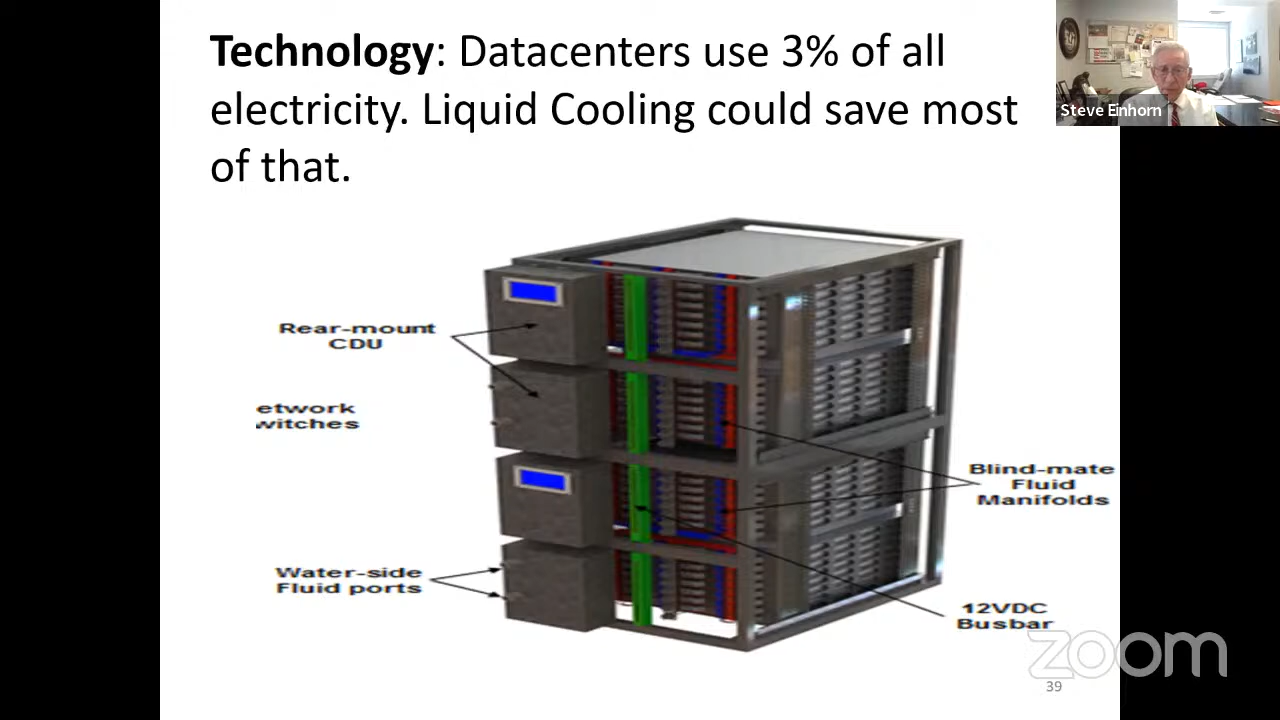 Technology: Datacenters use 3% of all
electricity. Liquid Cooling could save most
of that.
Steve Einhorn
Rear-mount
CDU
etwork
witches
Blind-mate
Fluid
Manifolds
Water-side
Fluid ports
12VDC
Busbar
zoom
39